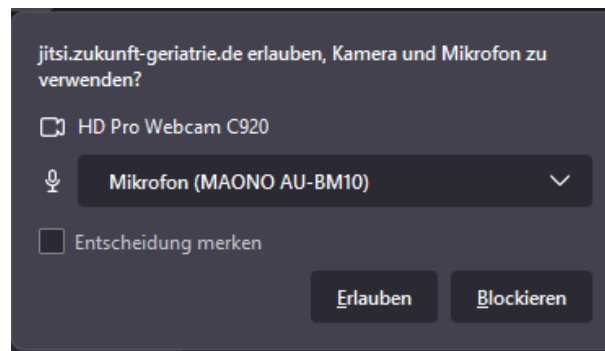 jitsi.zukunft-geriatrie.de erlauben, Kamera und Mikrofon zu
verwenden?
HD Pro Webcam C920
Mikrofon (MAONO AU-BM10)
Entscheidung merken
Erlauben
Blockieren